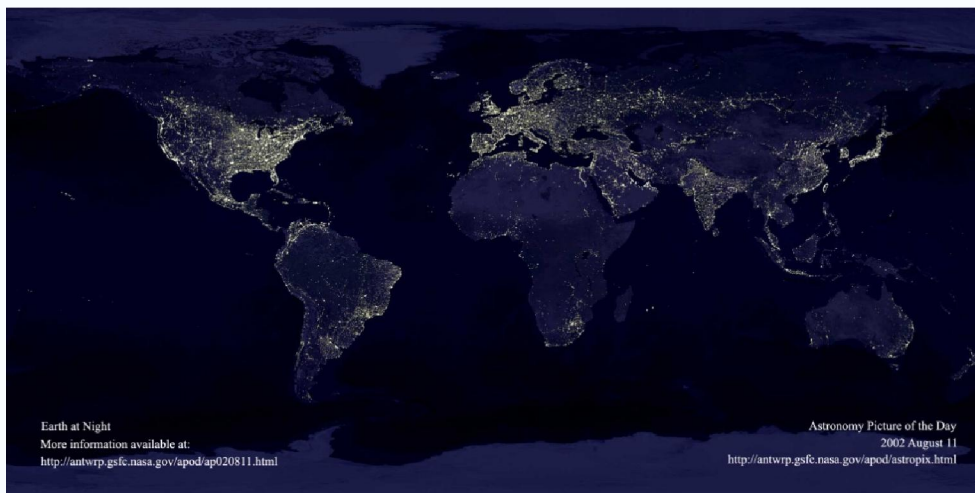 Earth at Night
More information available at:
http://antwrp.gsfc.nasa.gov/apod/ap020811.html
Astronomy Picture of the Day
2002 August 11
http://antwrp.gsfc.nasa.gov/apod/astropix.html